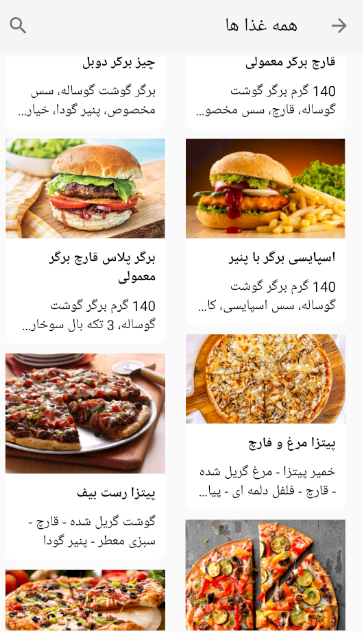 همه غذا ها
قارچ برگر معمولی
140 گرم برگر گوشت
گوساله، قارچ، سس مخصو...
چیز برگر دوبل
برگر گوشت گوساله، سس
مخصوص، پنیر گودا، خیار...
اسپایسی برگر با پنیر
140 گرم برگر گوشت
گوساله، سس اسپایسی، کا...
برگر پلاس قارچ برگر
معمولی
140 گرم برگر گوشت
گوساله، 3 تکه بال سوخار...
پیتزا مرغ و قارچ
خمیر پیتزا - مرغ گریل شده
- قارچ - فلفل دلمه ای - پیا...
پیتزا رست بیف
گوشت گریل شده - قارچ -
سبزی معطر - پنیر گودا